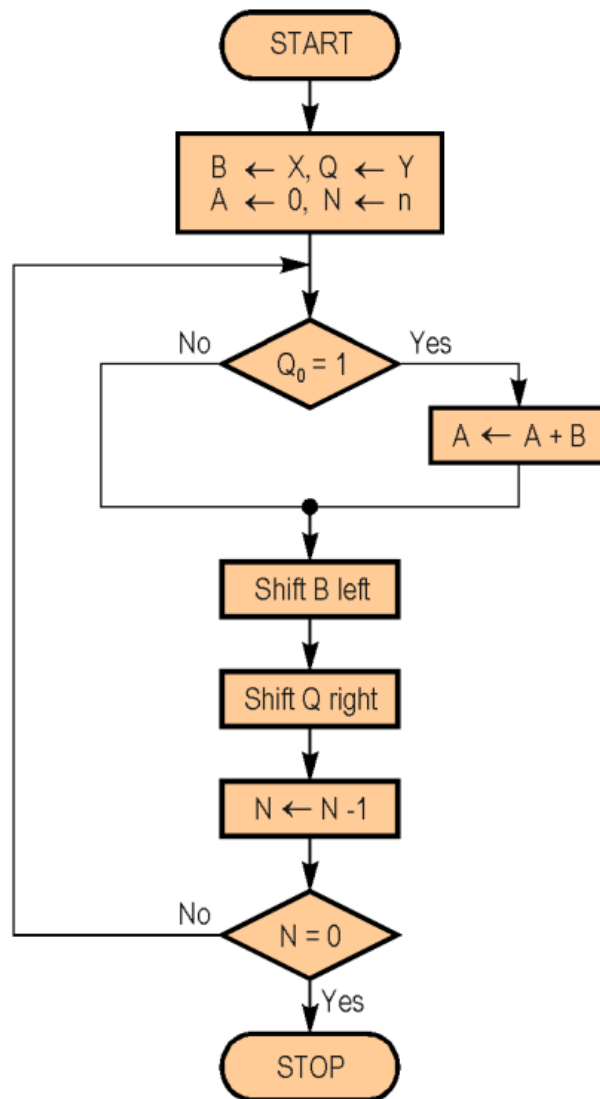 START
B ← X, Q ← Y
A ← 0, N ← n
No
Yes
Q₀ = 1
A ← A + B
Shift B left
Shift Q right
N ← N -1
No
N = 0
Yes
STOP